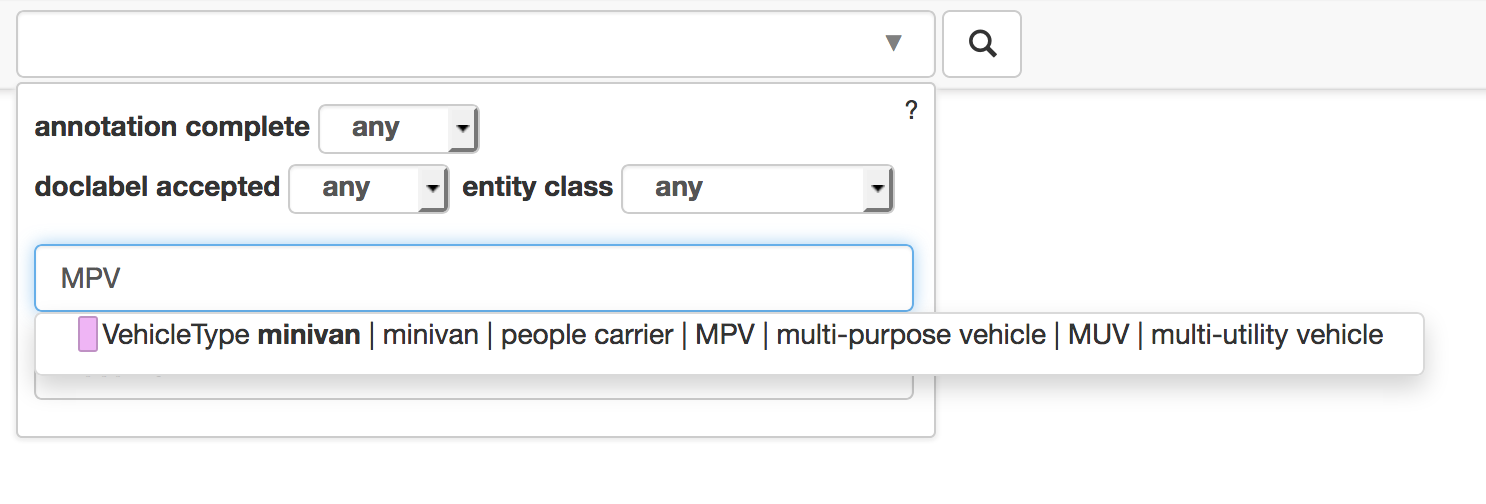 ▼
?
annotation complete any
doclabel accepted any entity class any
MPV
VehicleType minivan | minivan | people carrier | MPV | multi-purpose vehicle | MUV | multi-utility vehicle